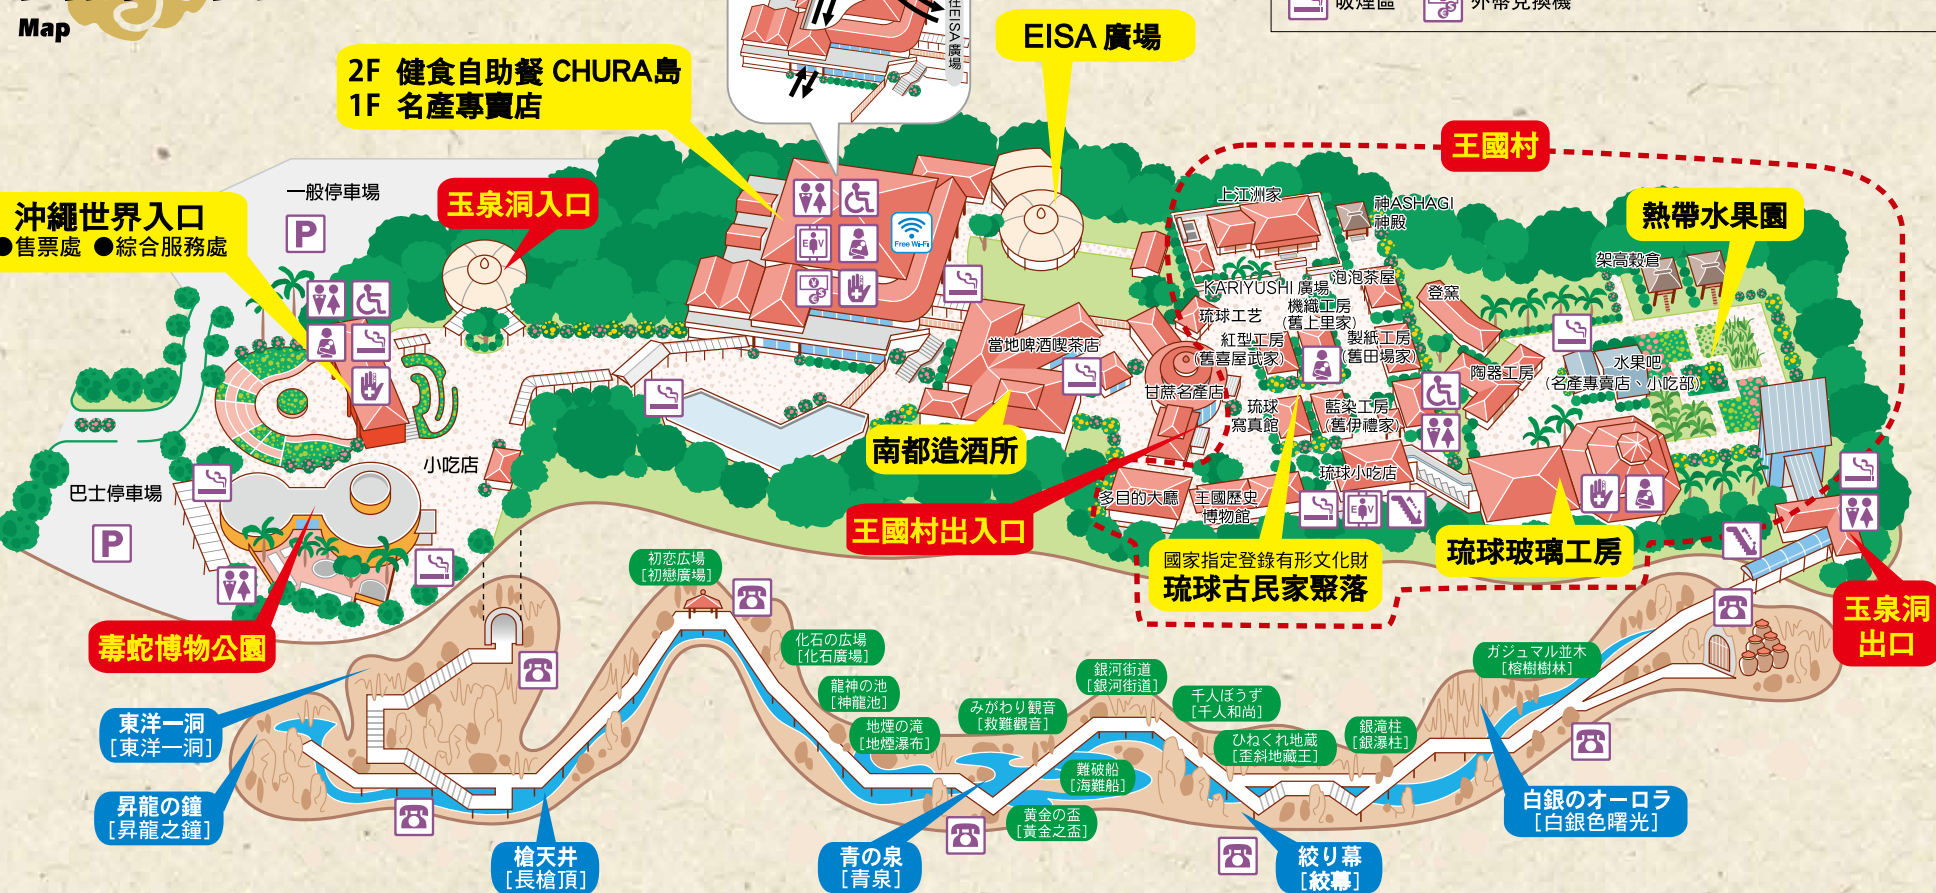 Map
吸煙區
外幣兌換機
往EISA廣場
EISA 廣場
2F 健食自助餐 CHURA島
1F 名產專賣店
王國村
一般停車場
P
玉泉洞入口
沖繩世界入口
●售票處 ●綜合服務處
Free Wi-Fi
上江洲家
神ASHAGI
神殿
熱帶水果園
架高穀倉
泡泡茶屋
KARIYUSHI 廣場
登窯
琉球工芸
機織工房
(舊上里家)
紅型工房
(舊喜屋武家)
製紙工房
(舊田場家)
當地啤酒喫茶店
陶器工房
水果吧
(名產專賣店、小吃部)
甘蔗名產店
琉球
寫真館
藍染工房
(舊伊禮家)
南都造酒所
小吃店
琉球小吃店
巴士停車場
P
多目的大廳
王國歷史
博物館
王國村出入口
國家指定登錄有形文化財
琉球古民家聚落
琉球玻璃工房
玉泉洞
出口
毒蛇博物公園
初恋広場
[初戀廣場]
化石の広場
[化石廣場]
龍神の池
[神龍池]
地煙の滝
[地煙瀑布]
みがわり観音
[救難觀音]
銀河街道
[銀河街道]
千人ぼうず
[千人和尚]
ひねくれ地蔵
[歪斜地藏王]
銀滝柱
[銀瀑柱]
ガジュマル並木
[榕樹樹林]
難破船
[海難船]
黄金の盃
[黃金之盃]
東洋一洞
[東洋一洞]
昇龍の鐘
[昇龍之鐘]
槍天井
[長槍頂]
青の泉
[青泉]
絞り幕
[絞幕]
白銀のオーロラ
[白銀色曙光]